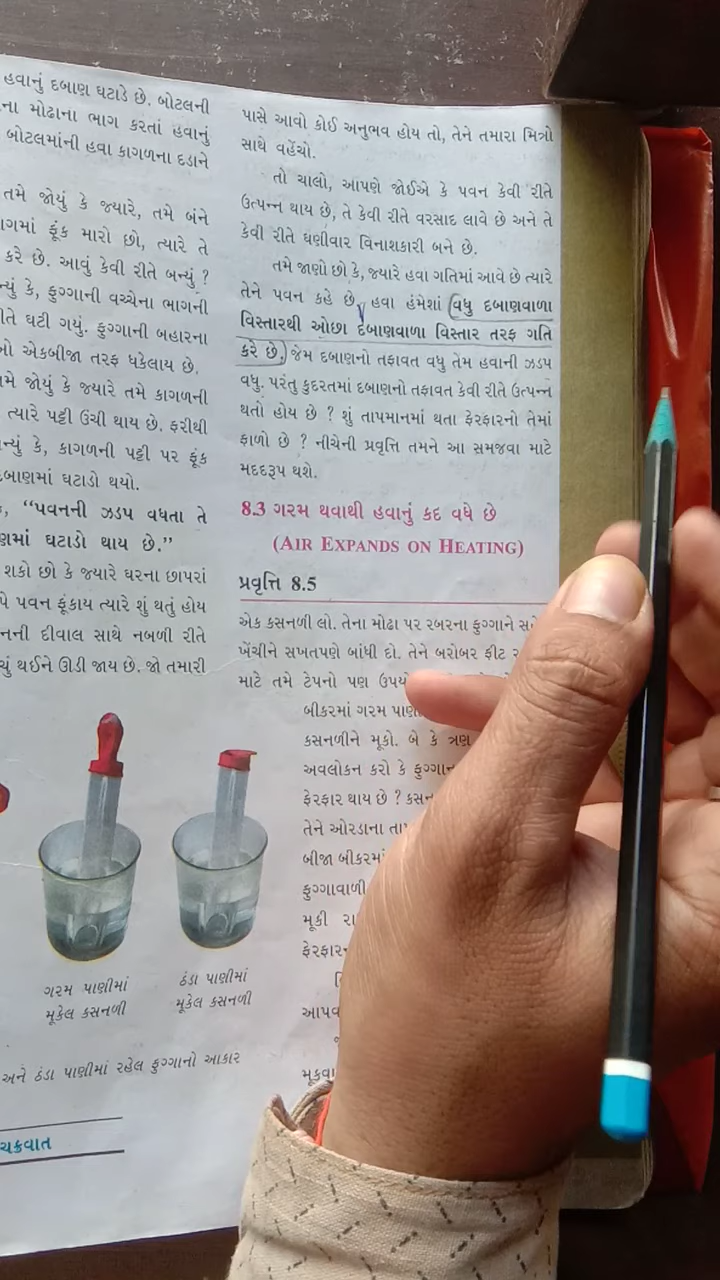 હવાનું દબાણ ઘટાડે છે. બોટલની
ના મોઢાના ભાગ કરતાં હવાનું
બોટલમાંની હવા કાગળના દડાને
તમે જોયું કે જ્યારે, તમે બંને
ગમાં ફૂંક મારો છો, ત્યારે તે
કરે છે. આવું કેવી રીતે બન્યું ?
ન્યું કે, ફુગ્ગાની વચ્ચેના ભાગની
ઘટી ગયું. ફુગ્ગાની બહારના
એકબીજા તરફ ધકેલાય છે.
મે જોયું કે જ્યારે તમે કાગળની
ત્યારે પટ્ટી ઉંચી થાય છે. ફરીથી
ન્યું કે, કાગળની પટ્ટી પર ફૂંક
દબાણમાં ઘટાડો થયો.
“પવનની ઝડપ વધતા તે
ઘટાડો થાય છે.”
શકો છો કે જ્યારે ઘરના છાપરાં
પે પવન ફૂંકાય ત્યારે શું થતું હોય
નની દીવાલ સાથે નબળી રીતે
થઈને ઊડી જાય છે. જો તમારી
ગરમ પાણીમાં
મૂકેલ કસનળી
ઠંડા પાણીમાં
મૂકેલ કસનળી
અને ઠંડા પાણીમાં રહેલ ફુગ્ગાનો આકાર
ચક્રવાત
પાસે આવો કોઈ અનુભવ હોય તો, તેને તમારા મિત્રો
સાથે વહેંચો.
તો ચાલો, આપણે જોઈએ કે પવન કેવી રીતે
ઉત્પન્ન થાય છે, તે કેવી રીતે વરસાદ લાવે છે અને તે
કેવી રીતે ઘણીવાર વિનાશકારી બને છે.
તમે જાણો છો કે, જ્યારે હવા ગતિમાં આવે છે ત્યારે
તેને પવન કહે છે, હવા હંમેશાં વધુ દબાણવાળા
વિસ્તારથી ઓછા દબાણવાળા વિસ્તાર તરફ ગતિ
કરે છે. જેમ દબાણનો તફાવત વધુ તેમ હવાની ઝડપ
વધુ. પરંતુ કુદરતમાં દબાણનો તફાવત કેવી રીતે ઉત્પન્ન
થતો હોય છે ? શું તાપમાનમાં થતા ફેરફારનો તેમાં
ફાળો છે ? નીચેની પ્રવૃત્તિ તમને આ સમજવા માટે
મદદરૂપ થશે.
8.3 ગરમ થવાથી હવાનું કદ વધે છે
(AIR EXPANDS ON HEATING)
પ્રવૃત્તિ 8.5
એક કસનળી લો. તેના મોઢા પર રબરના ફુગ્ગાને
ખેંચીને સખતપણે બાંધી દો. તેને બરોબર ફીટ
માટે તમે ટેપનો પણ
બીકરમાં ગરમ
કસનળીને મૂકો. બે કે ત્રણ
અવલોકન કરો કે
ફેરફાર થાય છે ?
તેને ઓરડાના
બીજા
ફુગ્ગાવાળી
મૂકી